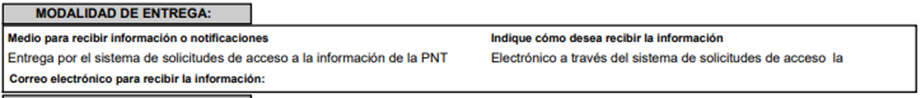 MODALIDAD DE ENTREGA:
Medio para recibir información o notificaciones
Indique cómo desea recibir la información
Entrega por el sistema de solicitudes de acceso a la información de la PNT
Electrónico a través del sistema de solicitudes de acceso la
Correo electrónico para recibir la información: